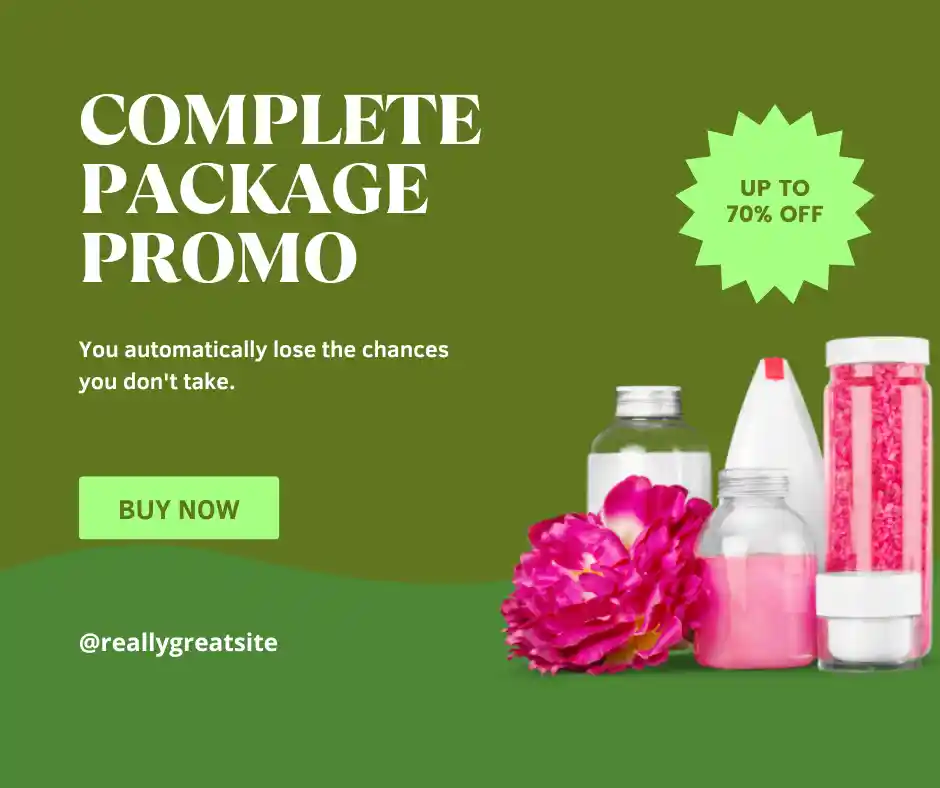 COMPLETE
PACKAGE
PROMO
UP TO
70% OFF
You automatically lose the chances
you don't take.
BUY NOW
@reallygreatsite